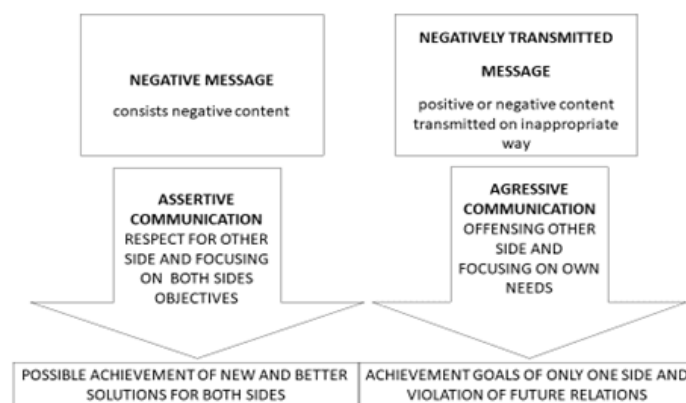 NEGATIVE MESSAGE
consists negative content
NEGATIVELY TRANSMITTED
MESSAGE
positive or negative content
transmitted on inappropriate
way
ASSERTIVE
COMMUNICATION
RESPECT FOR OTHER
SIDE AND FOCUSING
ON BOTH SIDES
OBJECTIVES
AGRESSIVE
COMMUNICATION
OFFENSING OTHER
SIDE AND
FOCUSING ON OWN
NEEDS
POSSIBLE ACHIEVEMENT OF NEW AND BETTER
SOLUTIONS FOR BOTH SIDES
ACHIEVEMENT GOALS OF ONLY ONE SIDE AND
VIOLATION OF FUTURE RELATIONS